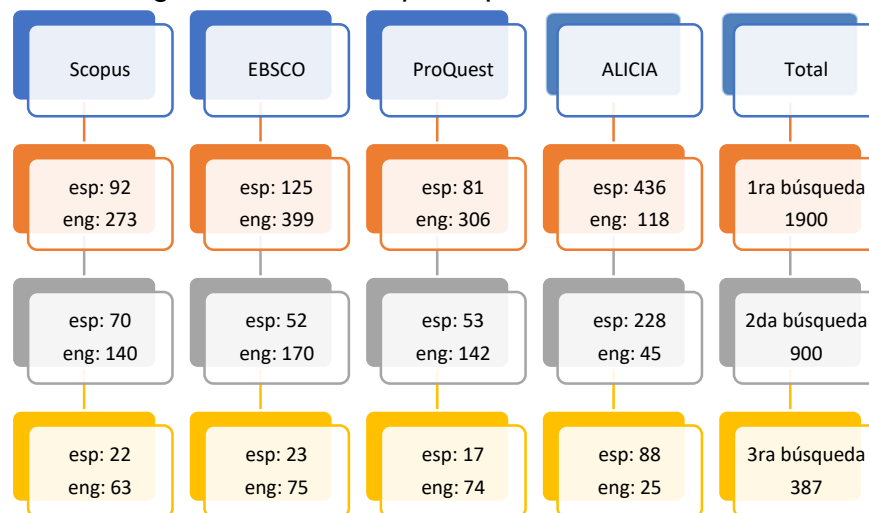 Scopus
EBSCO
ProQuest
ALICIA
Total
esp: 92
eng: 273
esp: 125
eng: 399
esp: 81
eng: 306
esp: 436
eng: 118
1ra búsqueda
1900
esp: 70
eng: 140
esp: 52
eng: 170
esp: 53
eng: 142
esp: 228
eng: 45
2da búsqueda
900
esp: 22
eng: 63
esp: 23
eng: 75
esp: 17
eng: 74
esp: 88
eng: 25
3ra búsqueda
387